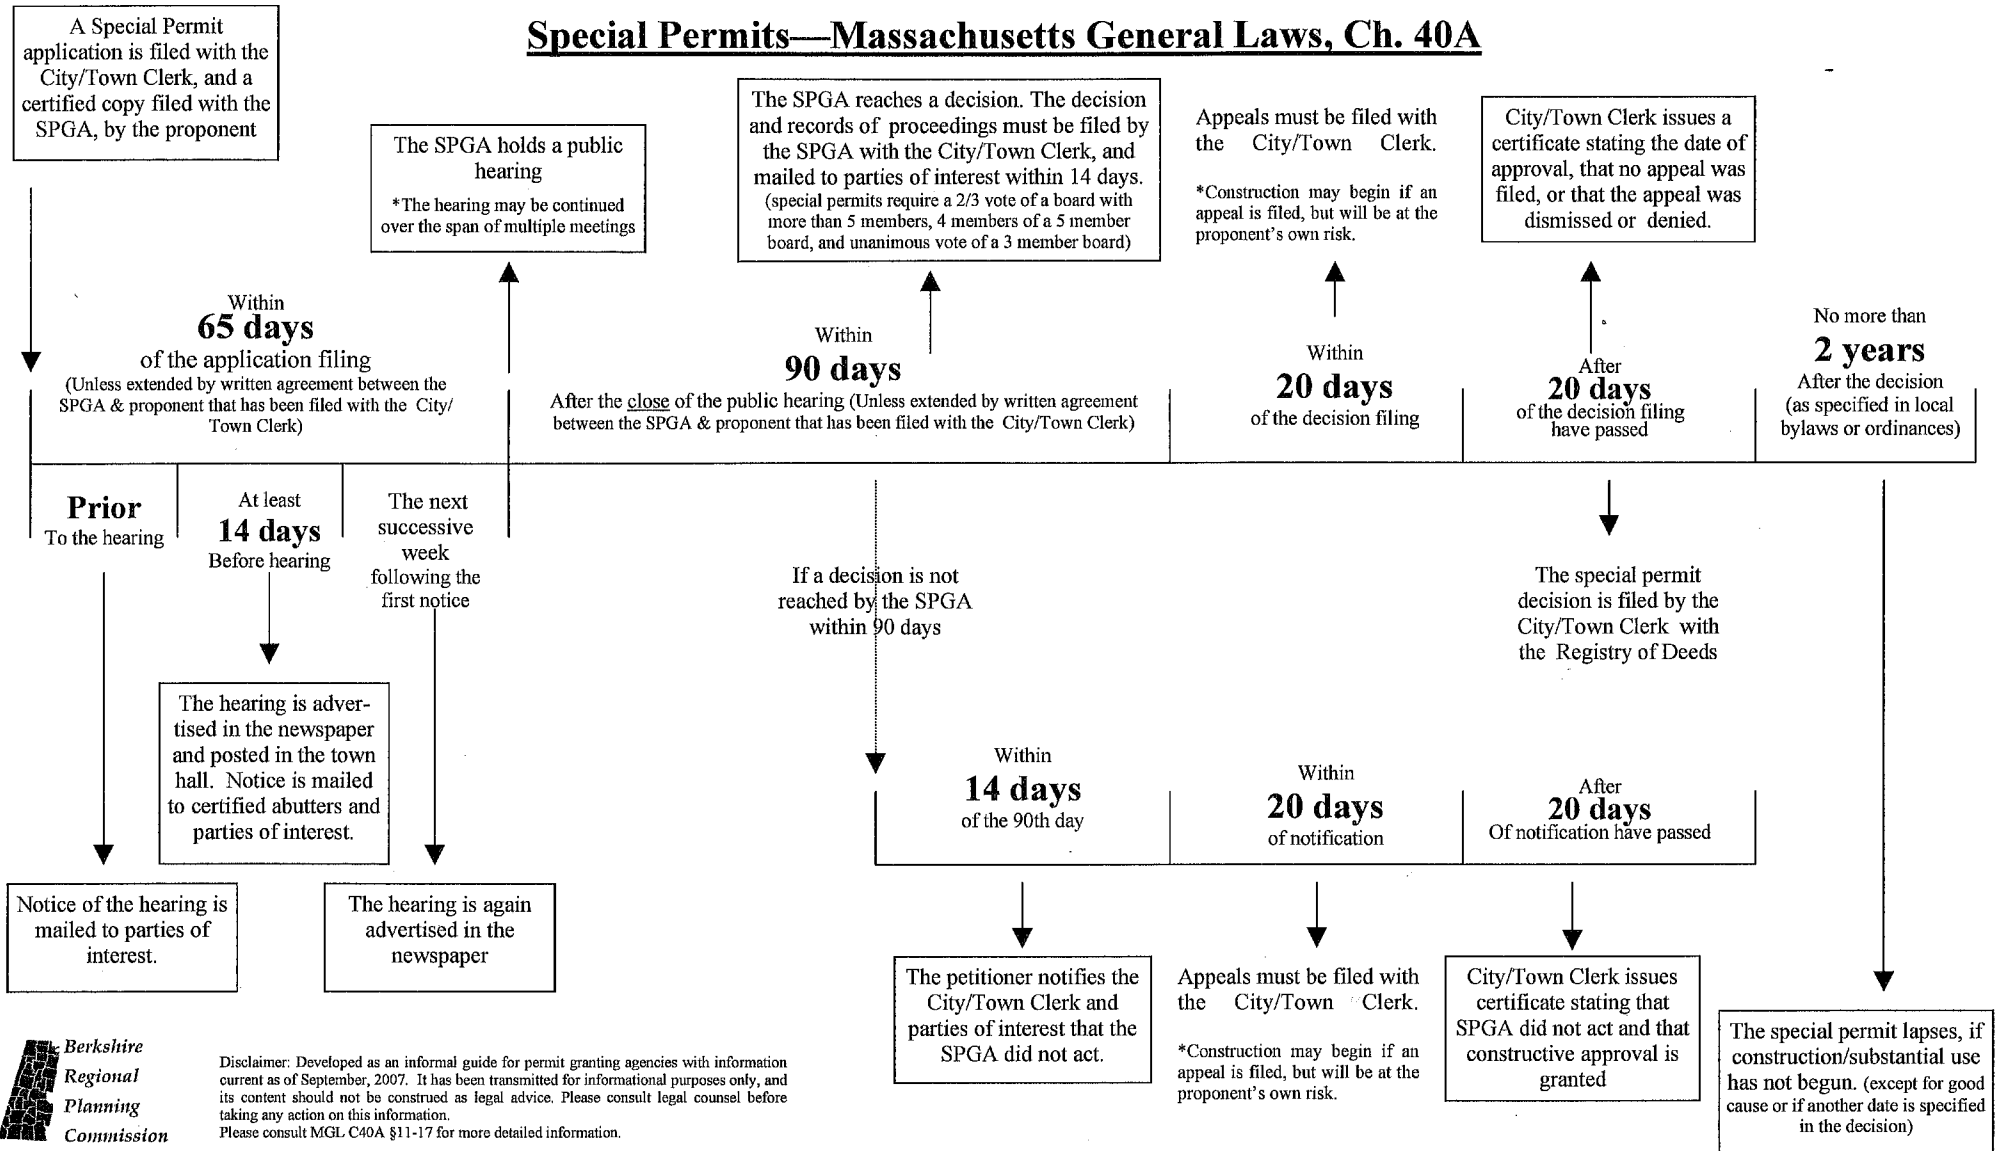 Special Permits—Massachusetts General Laws, Ch. 40A
A Special Permit
application is filed with the
City/Town Clerk, and a
certified copy filed with the
SPGA, by the proponent
The SPGA holds a public
hearing
*The hearing may be continued
over the span of multiple meetings
The SPGA reaches a decision. The decision
and records of proceedings must be filed by
the SPGA with the City/Town Clerk, and
mailed to parties of interest within 14 days.
(special permits require a 2/3 vote of a board with
more than 5 members, 4 members of a 5 member
board, and unanimous vote of a 3 member board)
Appeals must be filed with
the City/Town Clerk.
*Construction may begin if an
appeal is filed, but will be at the
proponent's own risk.
City/Town Clerk issues a
certificate stating the date of
approval, that no appeal was
filed, or that the appeal was
dismissed or denied.
Within
65 days
of the application filing
(Unless extended by written agreement between the
SPGA & proponent that has been filed with the City/
Town Clerk)
Within
90 days
After the close of the public hearing (Unless extended by written agreement
between the SPGA & proponent that has been filed with the City/Town Clerk)
Within
20 days
of the decision filing
After
20 days
of the decision filing
have passed
No more than
2 years
After the decision
(as specified in local
bylaws or ordinances)
Prior
To the hearing
At least
14 days
Before hearing
The next
successive
week
following the
first notice
If a decision is not
reached by the SPGA
within 90 days
The special permit
decision is filed by the
City/Town Clerk with
the Registry of Deeds
The hearing is adver-
tised in the newspaper
and posted in the town
hall. Notice is mailed
to certified abutters and
parties of interest.
Within
14 days
of the 90th day
Within
20 days
of notification
After
20 days
Of notification have passed
Notice of the hearing is
mailed to parties of
interest.
The hearing is again
advertised in the
newspaper
The petitioner notifies the
City/Town Clerk and
parties of interest that the
SPGA did not act.
Appeals must be filed with
the City/Town Clerk.
*Construction may begin if an
appeal is filed, but will be at the
proponent's own risk.
City/Town Clerk issues
certificate stating that
SPGA did not act and that
constructive approval is
granted
The special permit lapses, if
construction/substantial use
has not begun. (except for good
cause or if another date is specified
in the decision)
Berkshire
Regional
Planning
Commission
Disclaimer: Developed as an informal guide for permit granting agencies with information
current as of September, 2007. It has been transmitted for informational purposes only, and
its content should not be construed as legal advice. Please consult legal counsel before
taking any action on this information.
Please consult MGL C40A §11-17 for more detailed information.